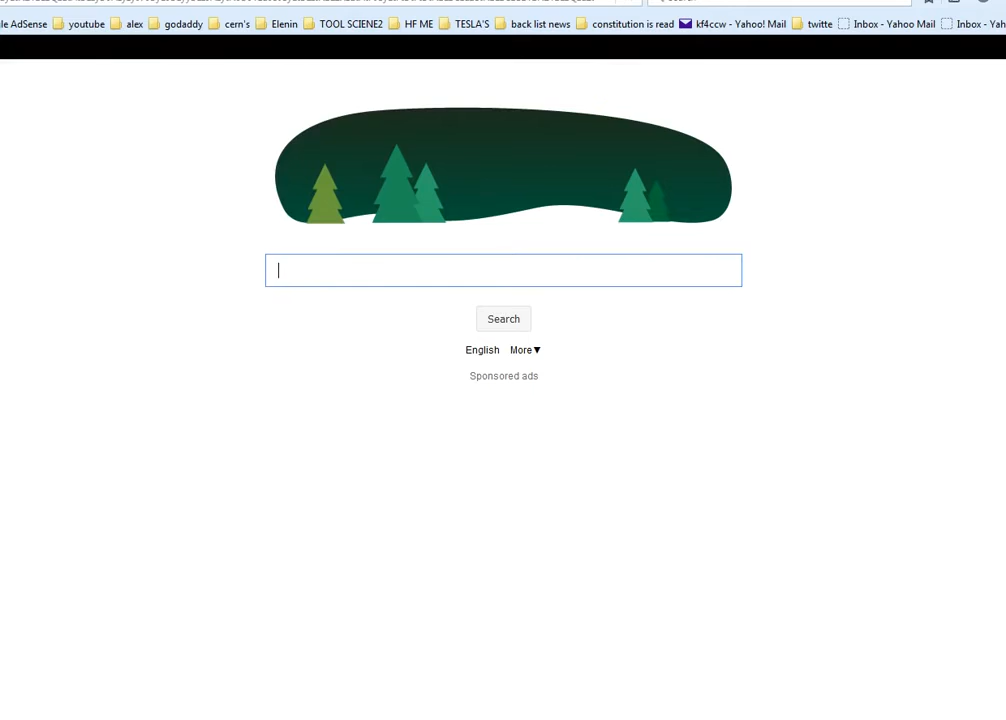 le AdSense youtube alex godaddy cern's Elenin TOOL SCIENE2 HF ME TESLA'S back list news constitution is read kf4ccw - Yahoo! Mail twitte Inbox - Yahoo Mail Inbox - Yah
Search
English More▼
Sponsored ads